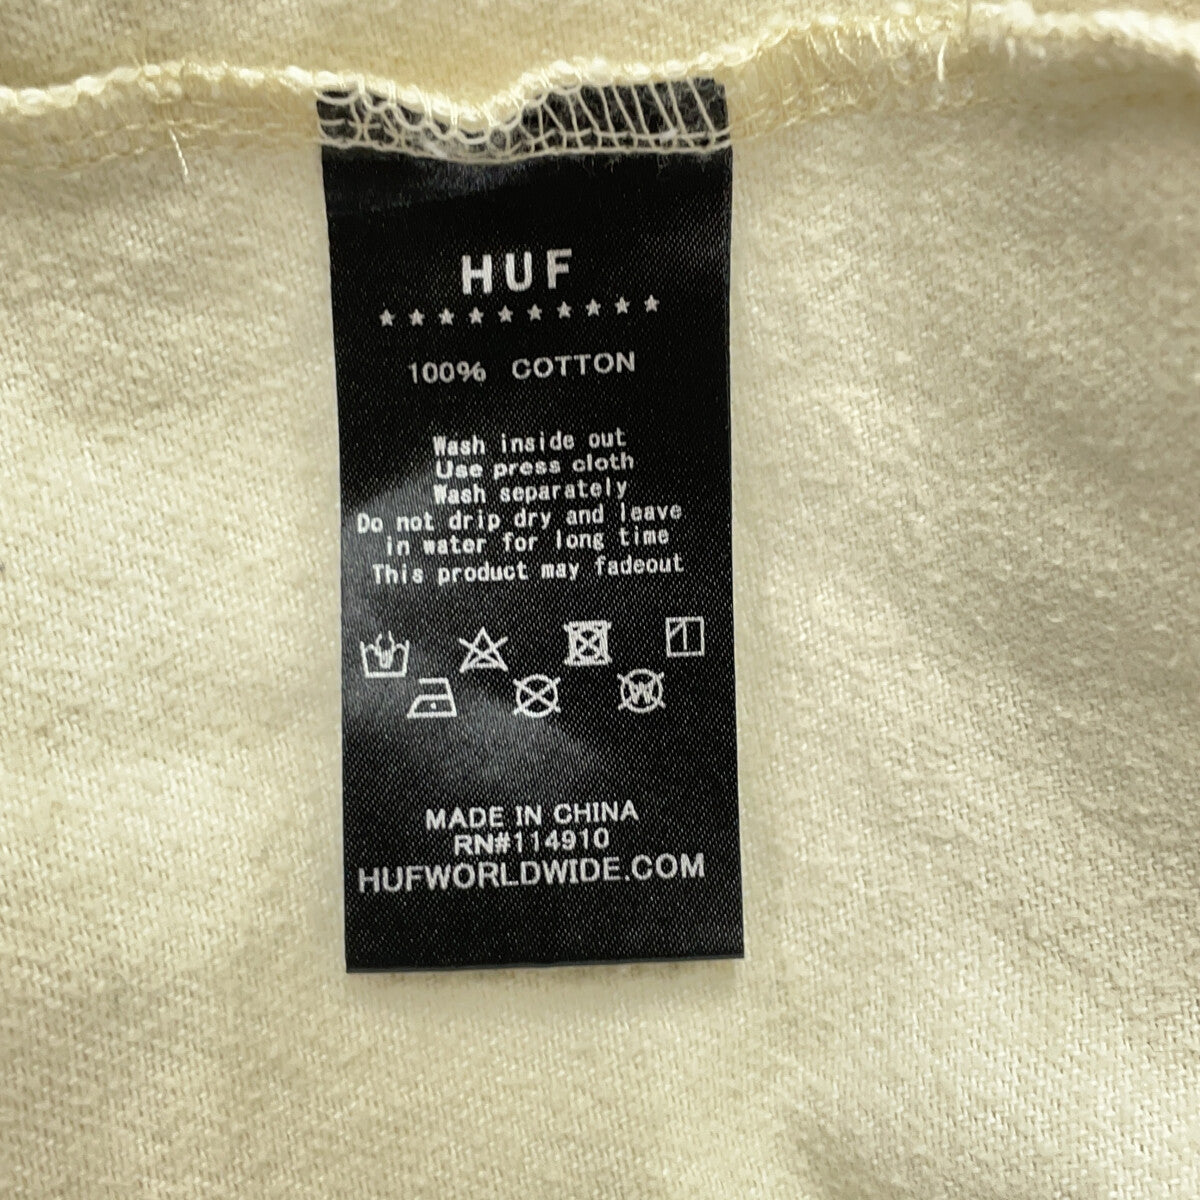 HUF
100% COTTON
Wash inside out
Use press cloth
Wash separately
Do not drip dry and leave
in water for long time
This product may fadeout
W
MADE IN CHINA
RN#114910
HUFWORLDWIDE.COM